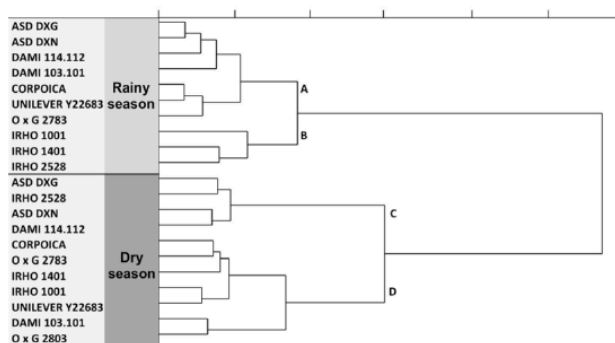 ASD DXG
ASD DXN
DAMI 114.112
DAMI 103.101
CORPOICA
UNILEVER Y22683
O x G 2783
IRHO 1001
IRHO 1401
IRHO 2528
Rainy
season
A
B
ASD DXG
IRHO 2528
ASD DXN
DAMI 114.112
CORPOICA
O x G 2783
IRHO 1401
IRHO 1001
UNILEVER Y22683
DAMI 103.101
O x G 2803
Dry
season
C
D